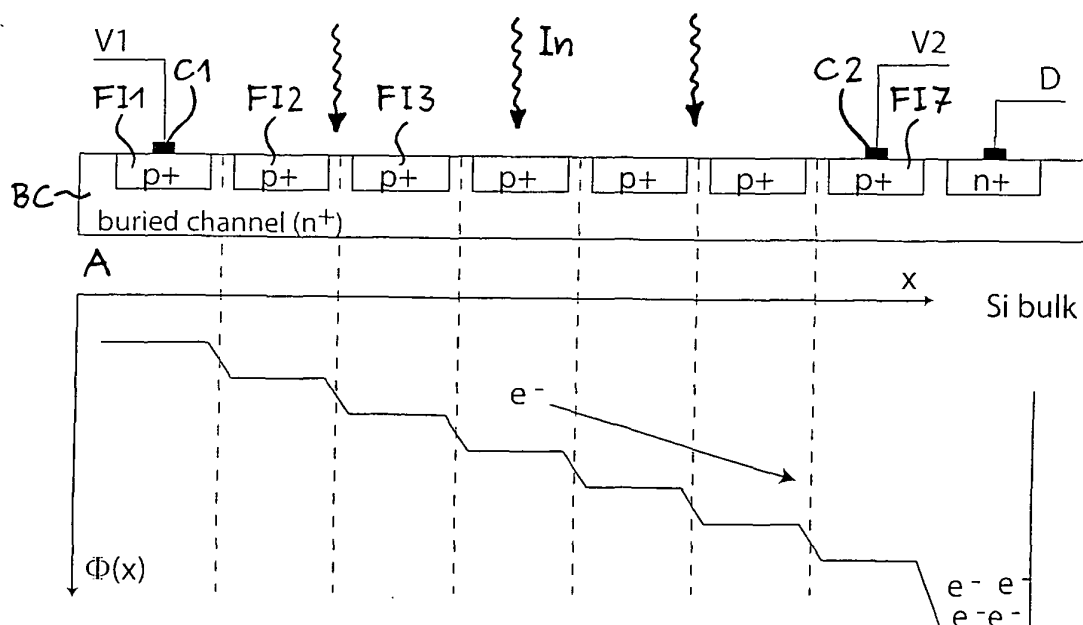 V1
C1
In
V2
C2
D
FI1
FI2
FI3
FI7
p+ p+ p+ p+ p+ p+ p+ n+
BC
buried channel (n+)
A
x
Si bulk
e -
Φ(x)
e - e -
e - e -